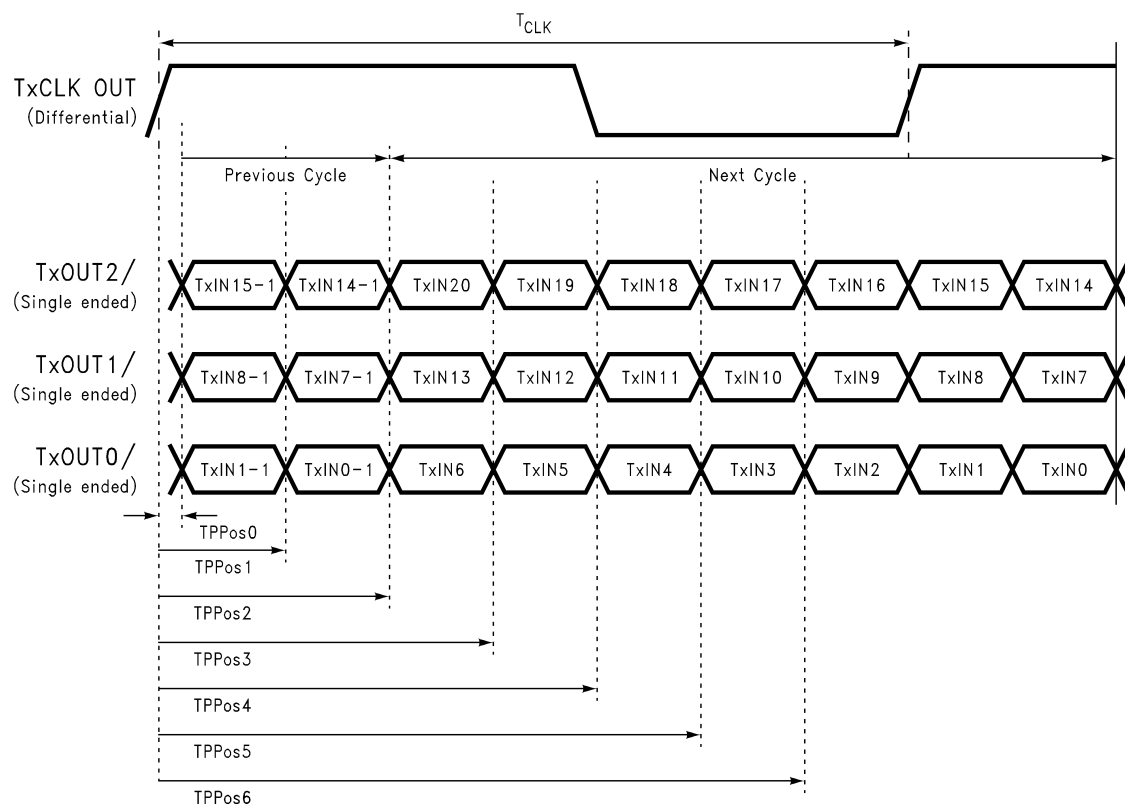 TCLK
TxCLK OUT
(Differential)
Previous Cycle
Next Cycle
TxOUT2/
(Single ended)
TxIN15-1 TxIN14-1 TxIN20 TxIN19 TxIN18 TxIN17 TxIN16 TxIN15 TxIN14
TxOUT1/
(Single ended)
TxIN8-1 TxIN7-1 TxIN13 TxIN12 TxIN11 TxIN10 TxIN9 TxIN8 TxIN7
TxOUT0/
(Single ended)
TxIN1-1 TxIN0-1 TxIN6 TxIN5 TxIN4 TxIN3 TxIN2 TxIN1 TxIN0
TPPos0
TPPos1
TPPos2
TPPos3
TPPos4
TPPos5
TPPos6